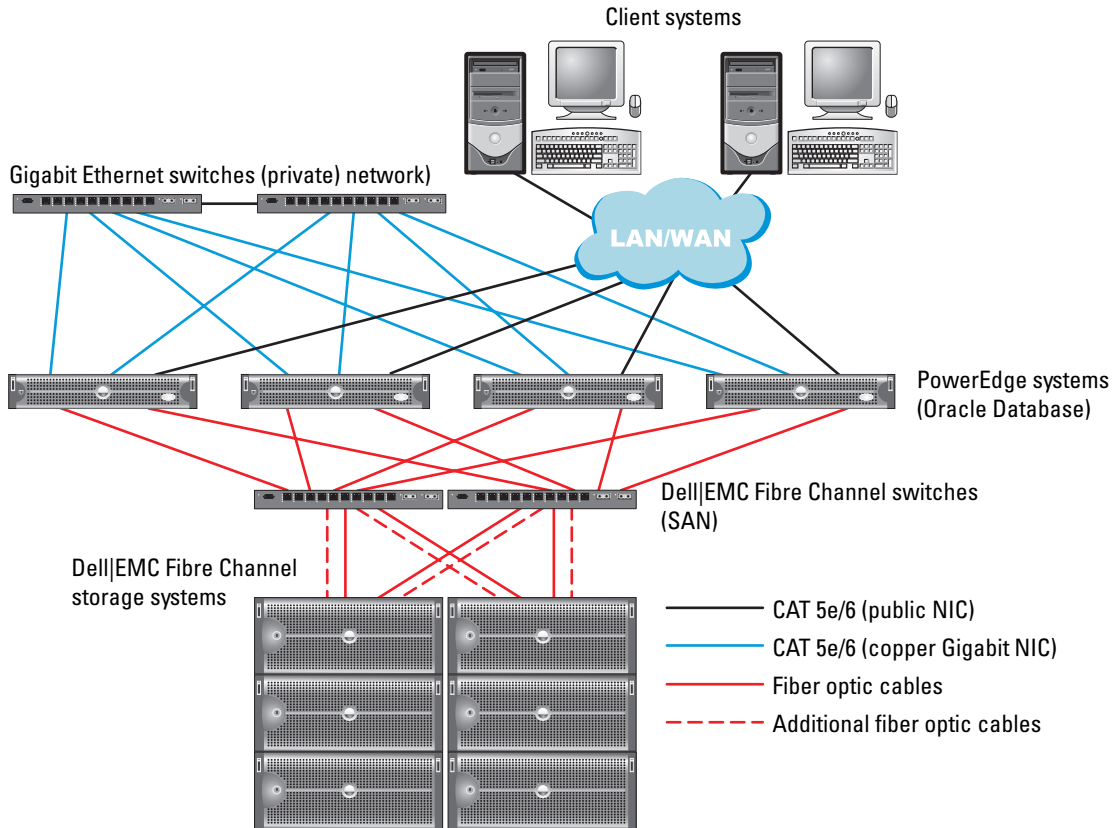 Client systems
Gigabit Ethernet switches (private) network)
LAN/WAN
PowerEdge systems
(Oracle Database)
Dell|EMC Fibre Channel switches
(SAN)
Dell|EMC Fibre Channel
storage systems
CAT 5e/6 (public NIC)
CAT 5e/6 (copper Gigabit NIC)
Fiber optic cables
Additional fiber optic cables